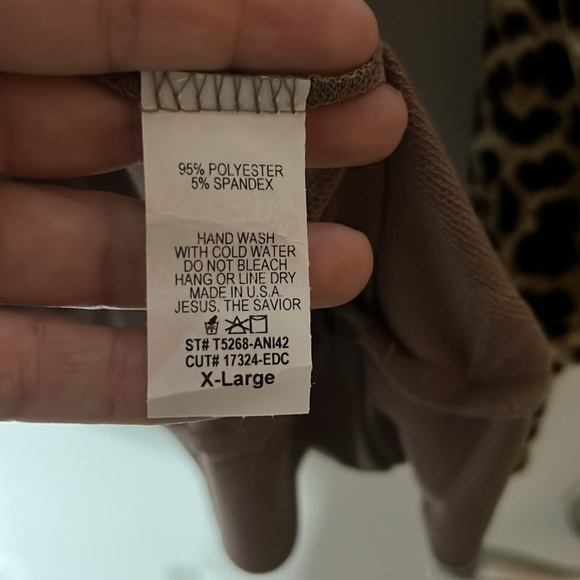 95% POLYESTER
5% SPANDEX
HAND WASH
WITH COLD WATER
DO NOT BLEACH
HANG OR LINE DRY
MADE IN U.S.A.
JESUS, THE SAVIOR
ST# T5268-ANI42
CUT# 17324-EDC
X-Large